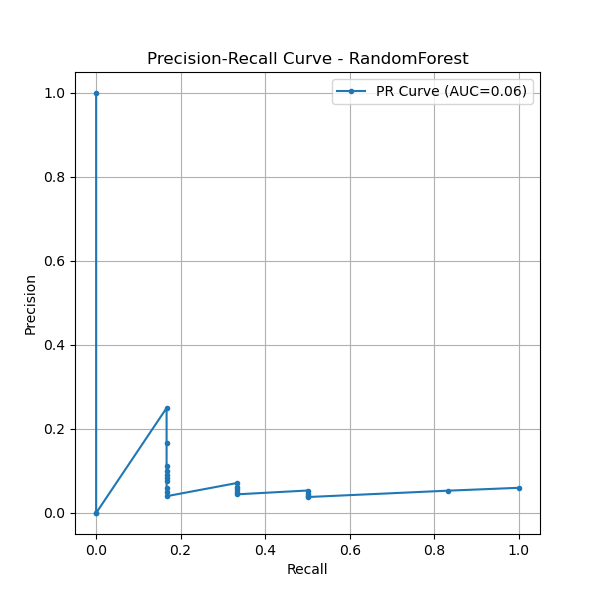 Precision-Recall Curve - RandomForest
PR Curve (AUC=0.06)
1.0
0.8
0.6
0.4
0.2
0.0
Precision
0.0 0.2 0.4 0.6 0.8 1.0
Recall